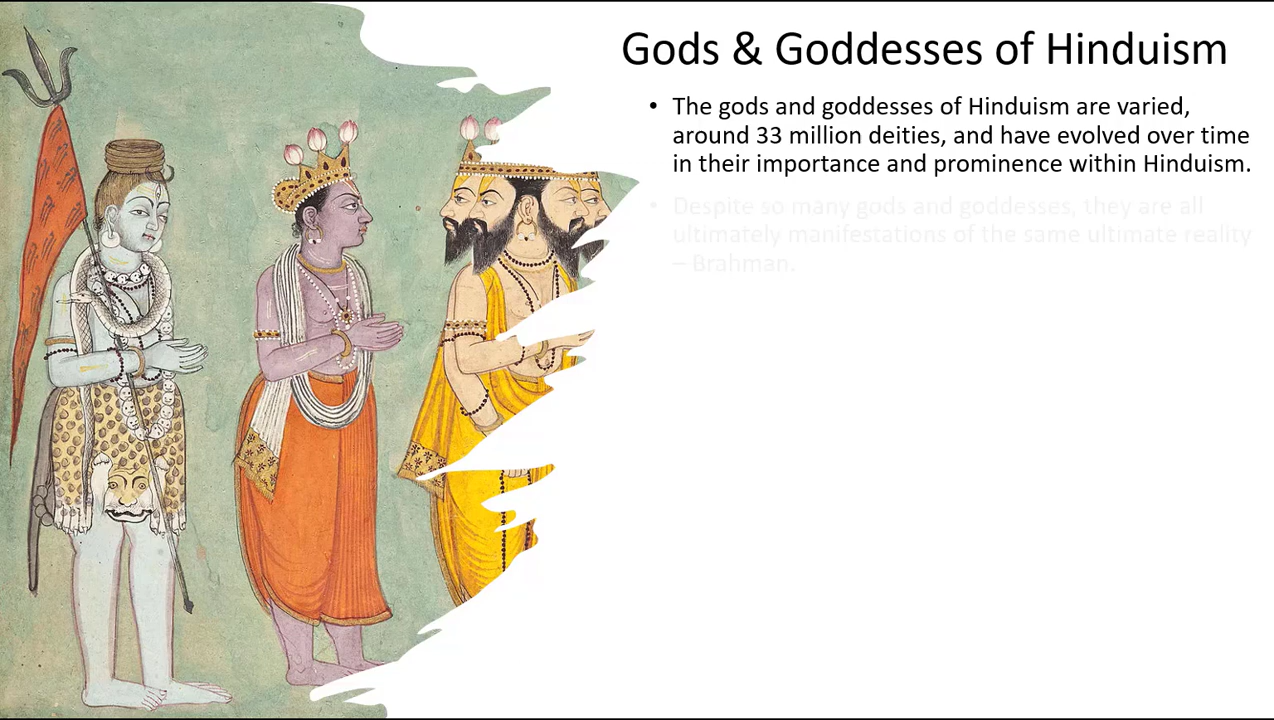 Gods & Goddesses of Hinduism
• The gods and goddesses of Hinduism are varied,
around 33 million deities, and have evolved over time
in their importance and prominence within Hinduism.
• Despite so many gods and goddesses, they are all
ultimately manifestations of the same ultimate reality
– Brahman.